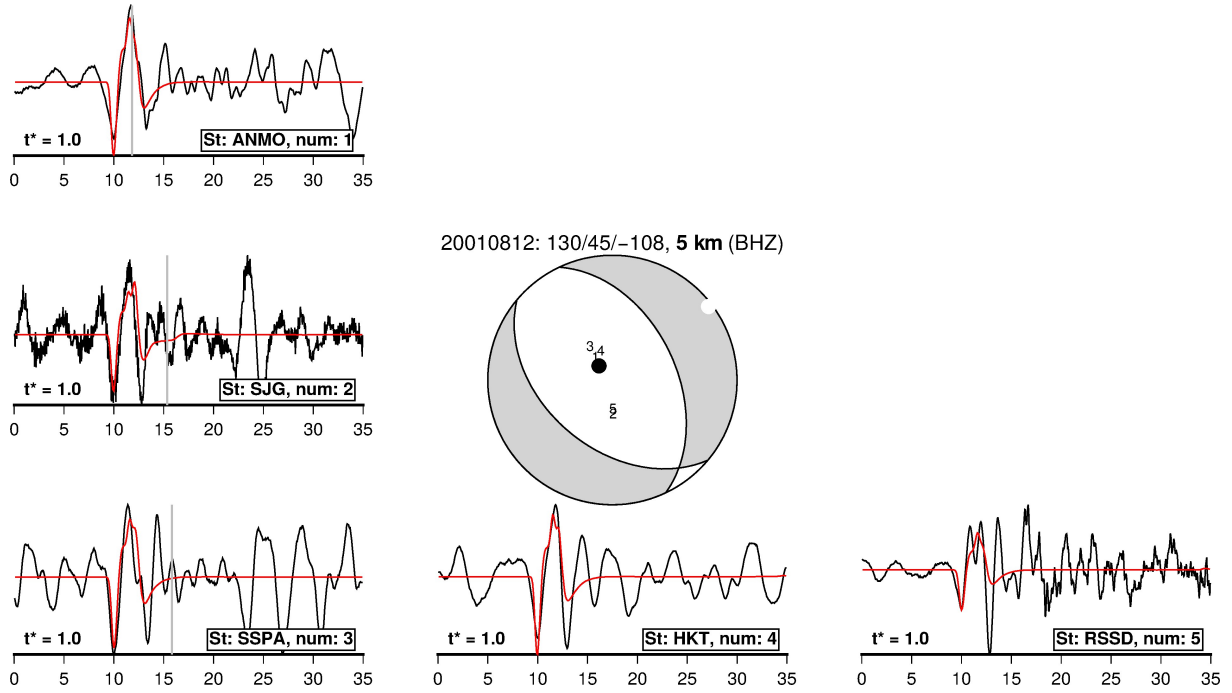 t* = 1.0
St: ANMO, num: 1
0 5 10 15 20 25 30 35
20010812: 130/45/−108, 5 km (BHZ)
t* = 1.0
St: SJG, num: 2
0 5 10 15 20 25 30 35
3
1
4
5
2
t* = 1.0
St: SSPA, num: 3
0 5 10 15 20 25 30 35
t* = 1.0
St: HKT, num: 4
0 5 10 15 20 25 30 35
t* = 1.0
St: RSSD, num: 5
0 5 10 15 20 25 30 35